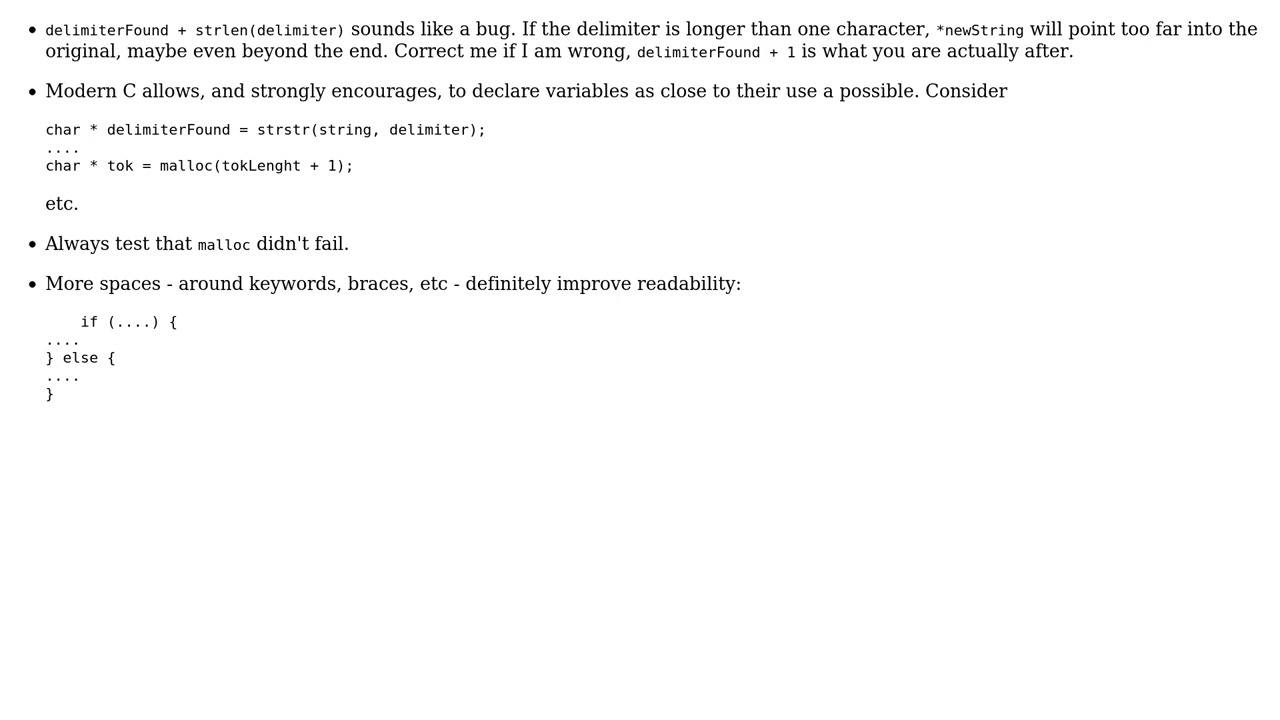 delimiterFound + strlen(delimiter) sounds like a bug. If the delimiter is longer than one character, *newString will point too far into the
original, maybe even beyond the end. Correct me if I am wrong, delimiterFound + 1 is what you are actually after.
Modern C allows, and strongly encourages, to declare variables as close to their use a possible. Consider
char * delimiterFound = strstr(string, delimiter);
....
char * tok = malloc(tokLenght + 1);
etc.
Always test that malloc didn't fail.
More spaces - around keywords, braces, etc - definitely improve readability:
    if (....) {
....
} else {
....
}